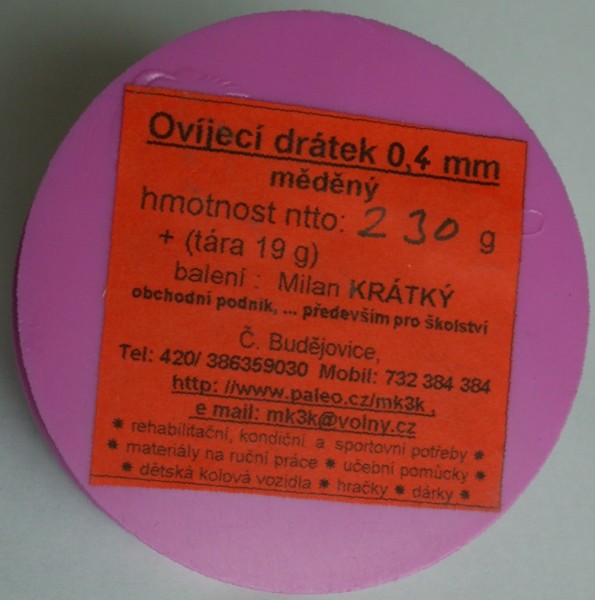 Ovíjecí drátek 0,4 mm
měděný
hmotnost ntto: 230 g
+ (tára 19 g)
balení : Milan KRÁTKÝ
obchodní podnik, ... především pro školství
Č. Budějovice,
Tel: 420/ 386359030 Mobil: 732 384 384
http: //www.paleo.cz/mk3k ,
e mail: mk3k@volny.cz
* rehabilitační, kondiční a sportovní potřeby *
* materiály na ruční práce * učební pomůcky *
* dětská kolová vozidla * hračky * dárky *